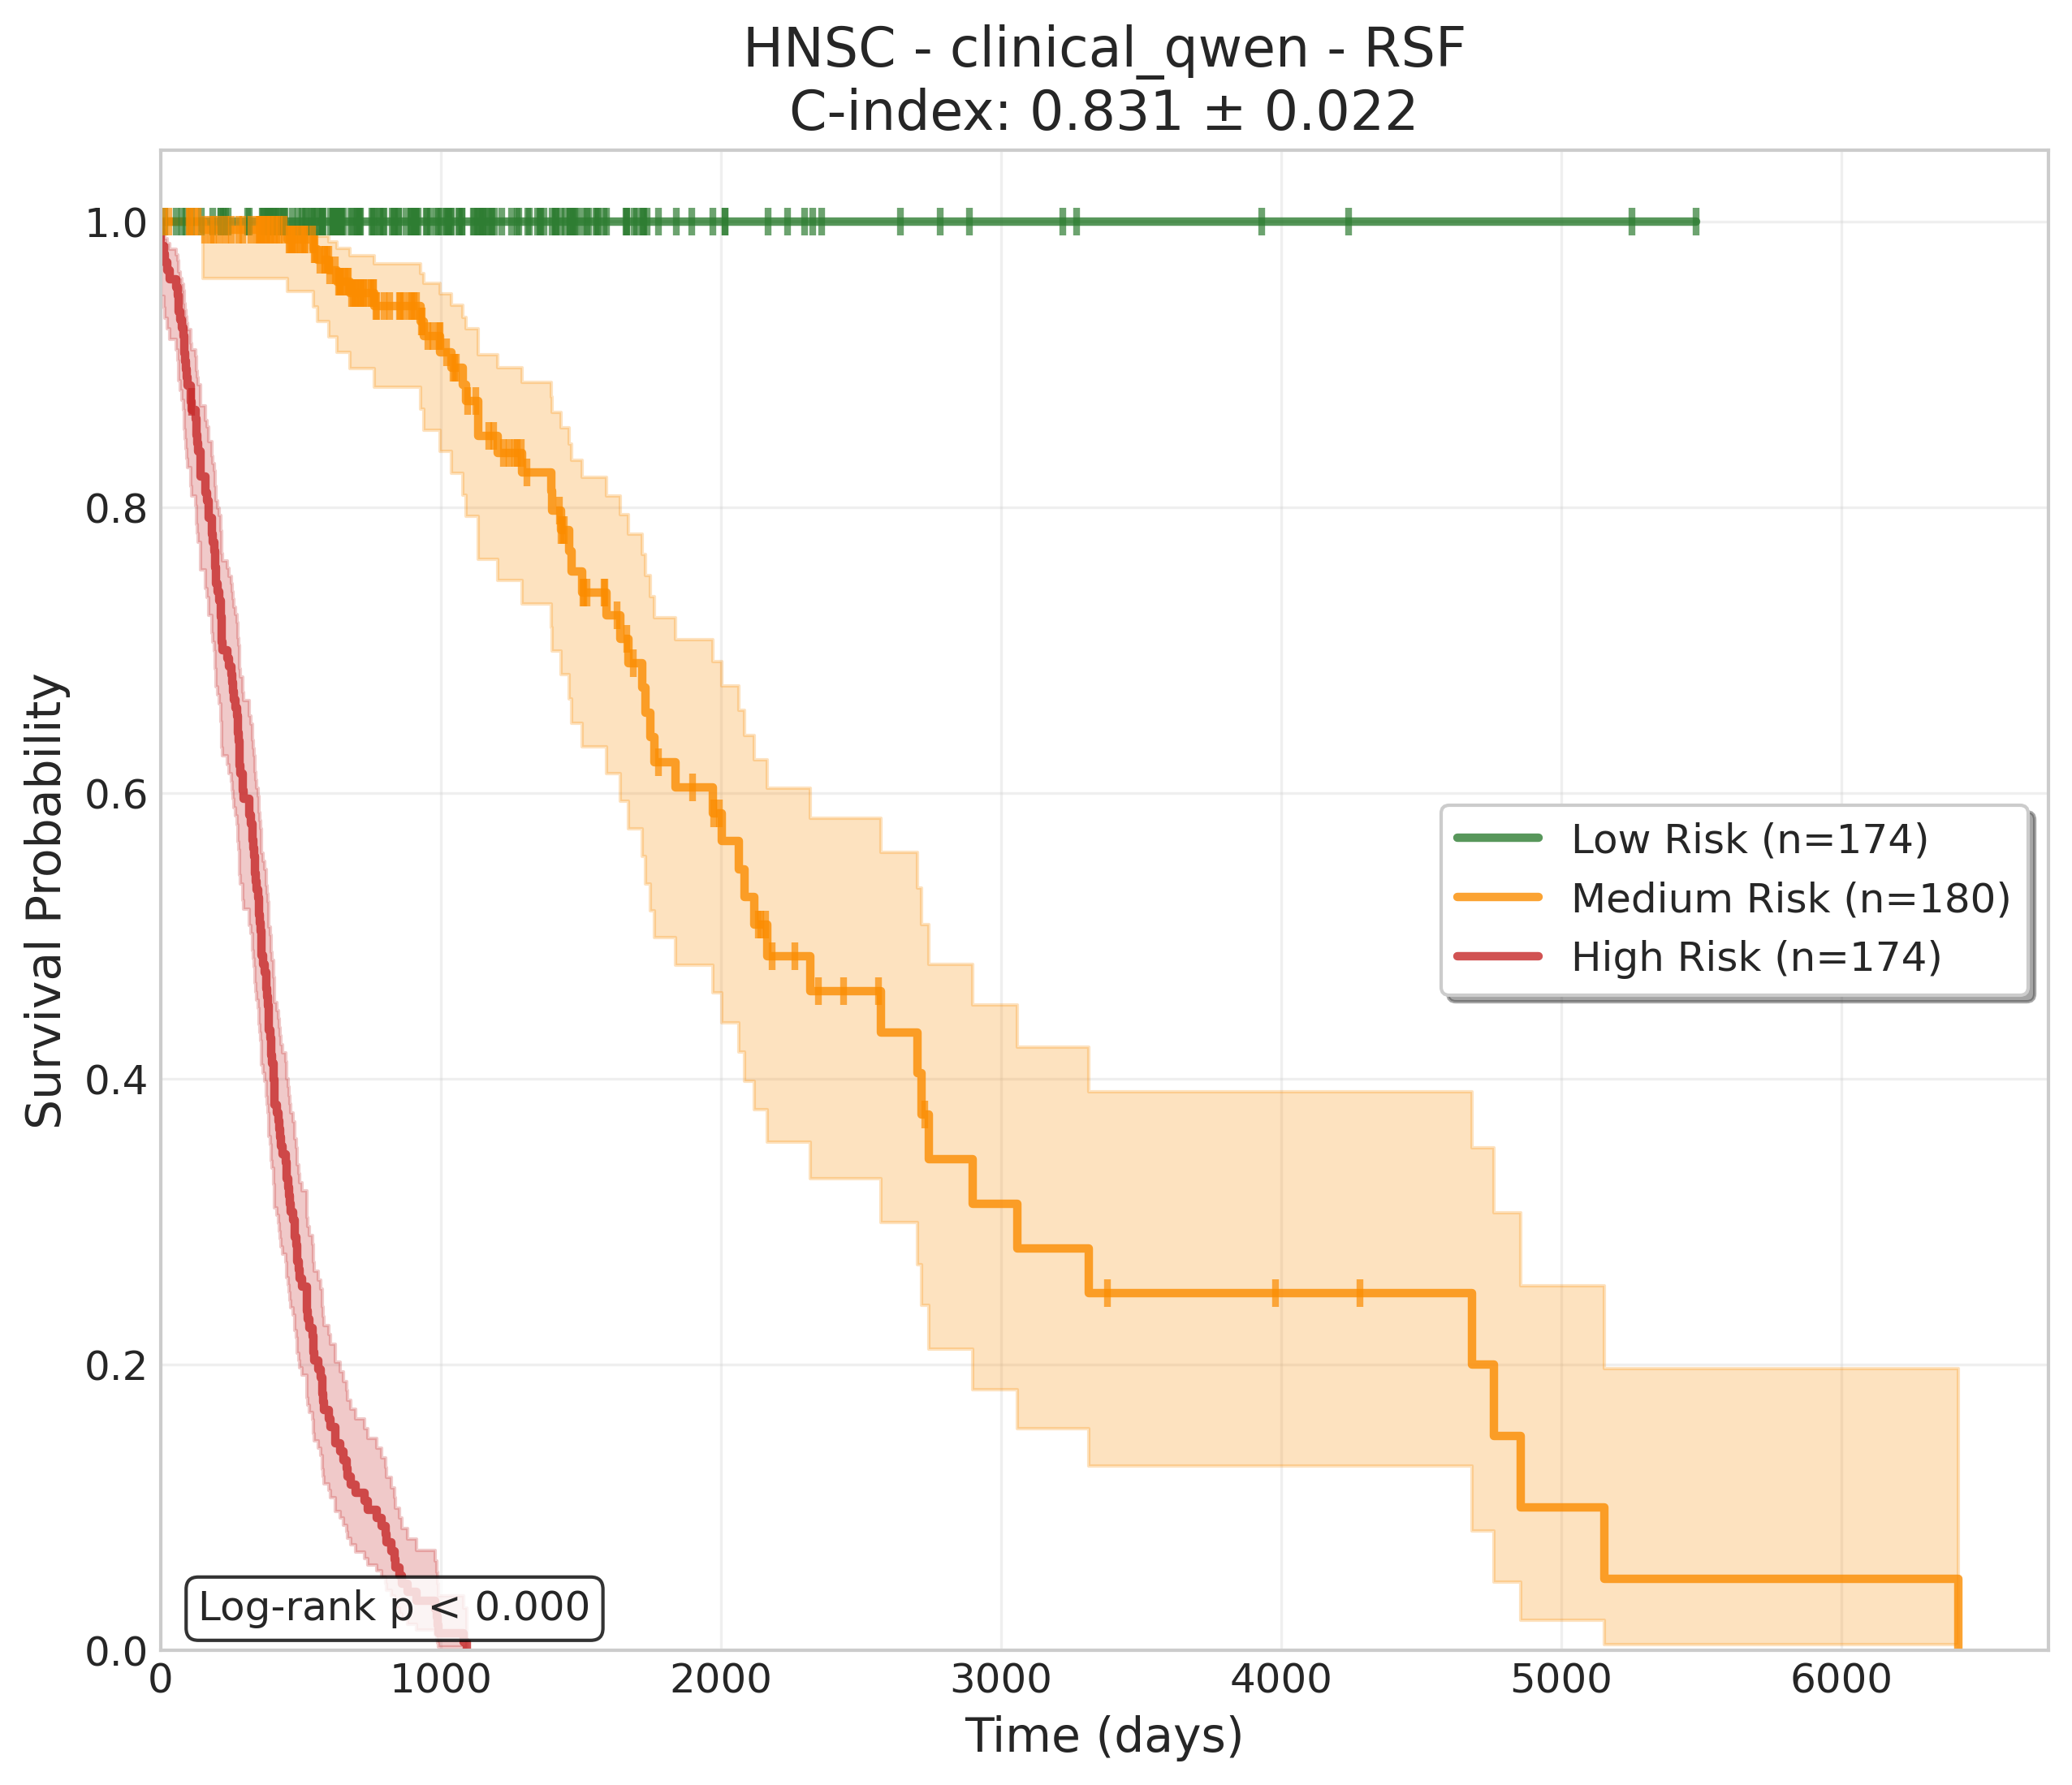 HNSC - clinical_qwen - RSF
C-index: 0.831 ± 0.022
Survival Probability
1.0
0.8
0.6
0.4
0.2
0.0
Low Risk (n=174)
Medium Risk (n=180)
High Risk (n=174)
Log-rank p < 0.000
0 1000 2000 3000 4000 5000 6000
Time (days)